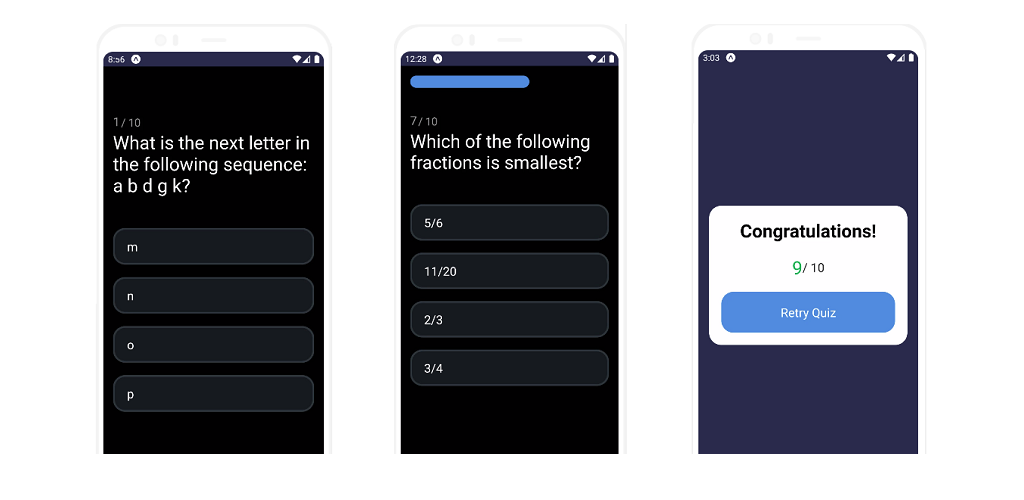 8:56
1/ 10
What is the next letter in
the following sequence:
a b d g k?
m
n
o
p
12:28
7/ 10
Which of the following
fractions is smallest?
5/6
11/20
2/3
3/4
3:03
Congratulations!
9/ 10
Retry Quiz